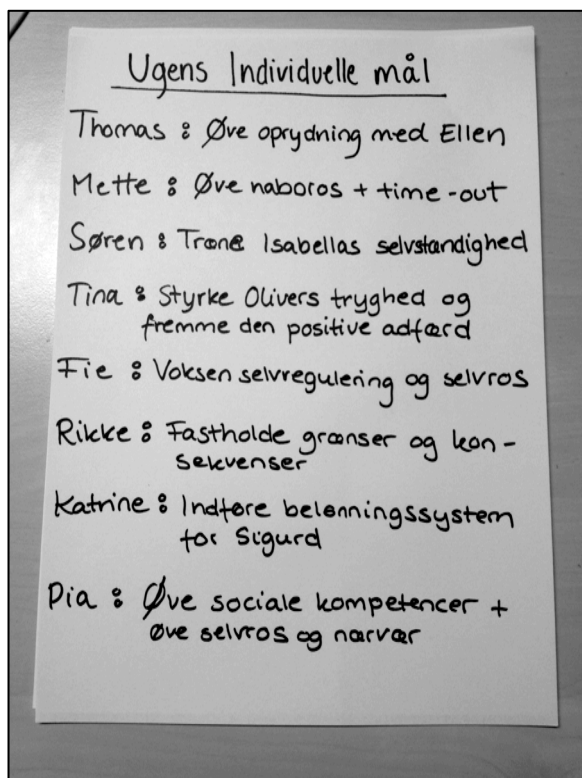 Ugens Individuelle mål
Thomas : Øve oprydning med Ellen
Mette : Øve naboros + time-out
Søren : Træne Isabellas selvstændighed
Tina : Styrke Olivers tryghed og
fremme den positive adfærd
Fie : Voksen selvregulering og selvros
Rikke : Fastholde grænser og kon-
sekvenser
Katrine : Indføre belønningssystem
for Sigurd
Pia : Øve sociale kompetencer +
øve selvros og nærvær